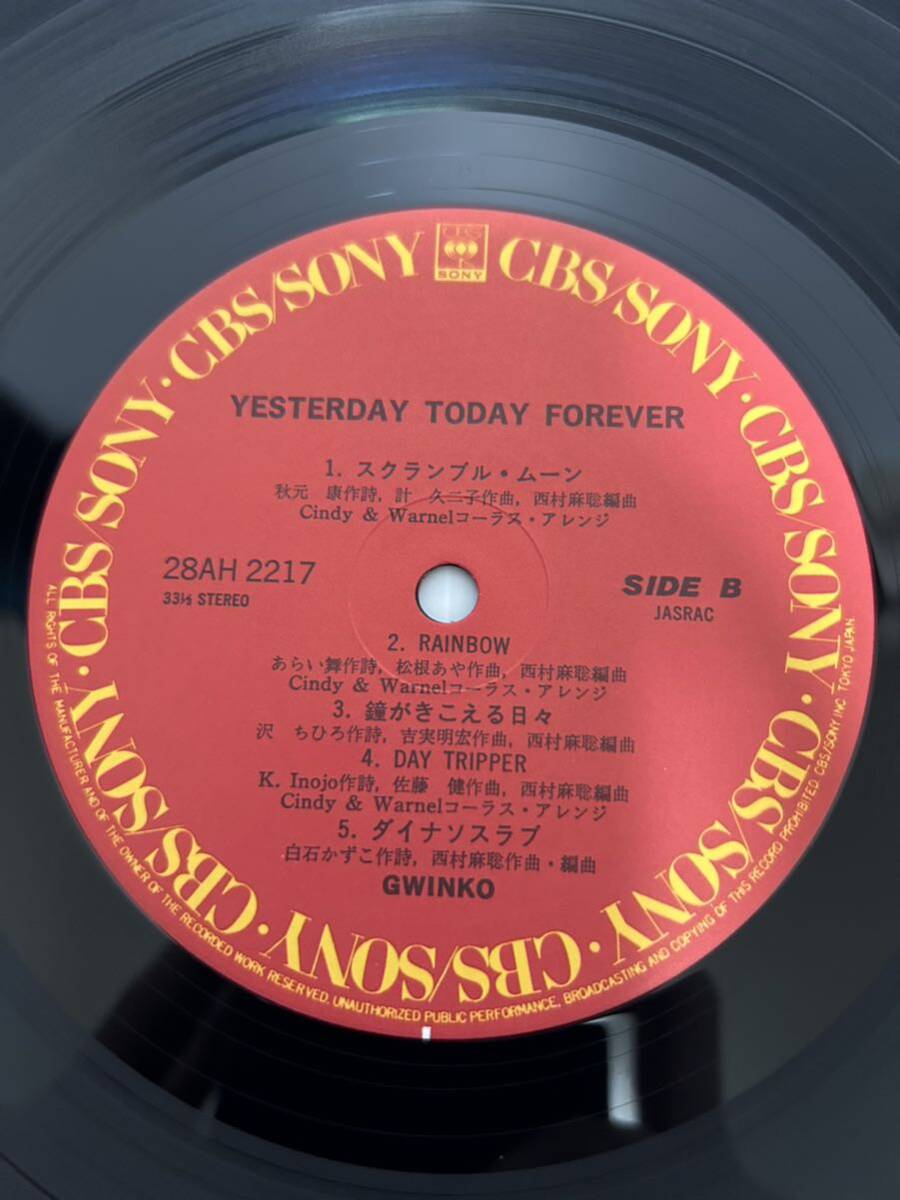 CBS
SONY
CBS/SONY · CBS/SONY · CBS/SONY · CBS/SONY · CBS/SONY · CBS/SONY · CBS/SONY · CBS/SONY · CBS/SONY · CBS/SONY
YESTERDAY TODAY FOREVER
1. スクランブル・ムーン
秋元 康作詩, 計 久二子作曲, 西村麻聡編曲
Cindy & Warnelコーラス・アレンジ
28AH 2217
33⅓ STEREO
SIDE B
JASRAC
2. RAINBOW
あらい舞作詩, 松根あや作曲, 西村麻聡編曲
Cindy & Warnelコーラス・アレンジ
3. 鐘がきこえる日々
沢 ちひろ作詩, 吉実明宏作曲, 西村麻聡編曲
4. DAY TRIPPER
K. Inojo作詩, 佐藤 健作曲, 西村麻聡編曲
Cindy & Warnelコーラス・アレンジ
5. ダイナソスラブ
白石かずこ作詩, 西村麻聡作曲・編曲
GWINKO
ALL RIGHTS OF THE MANUFACTURER AND OF THE OWNER OF THE RECORDED WORK RESERVED. UNAUTHORIZED PUBLIC PERFORMANCE, BROADCASTING AND COPYING OF THIS RECORD PROHIBITED. CBS/SONY INC. TOKYO JAPAN.